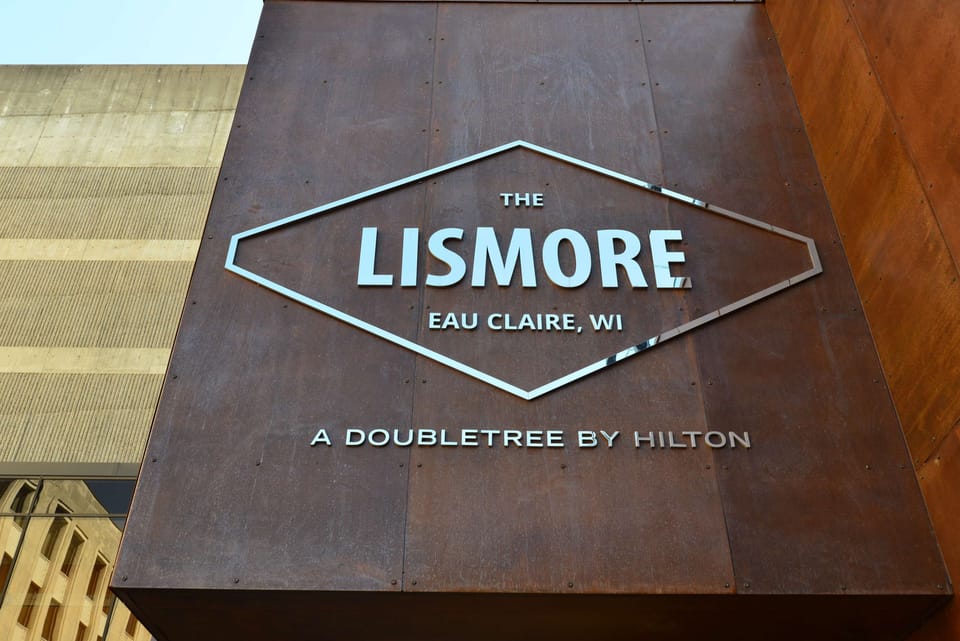 THE
LISMORE
EAU CLAIRE, WI
A DOUBLETREE BY HILTON